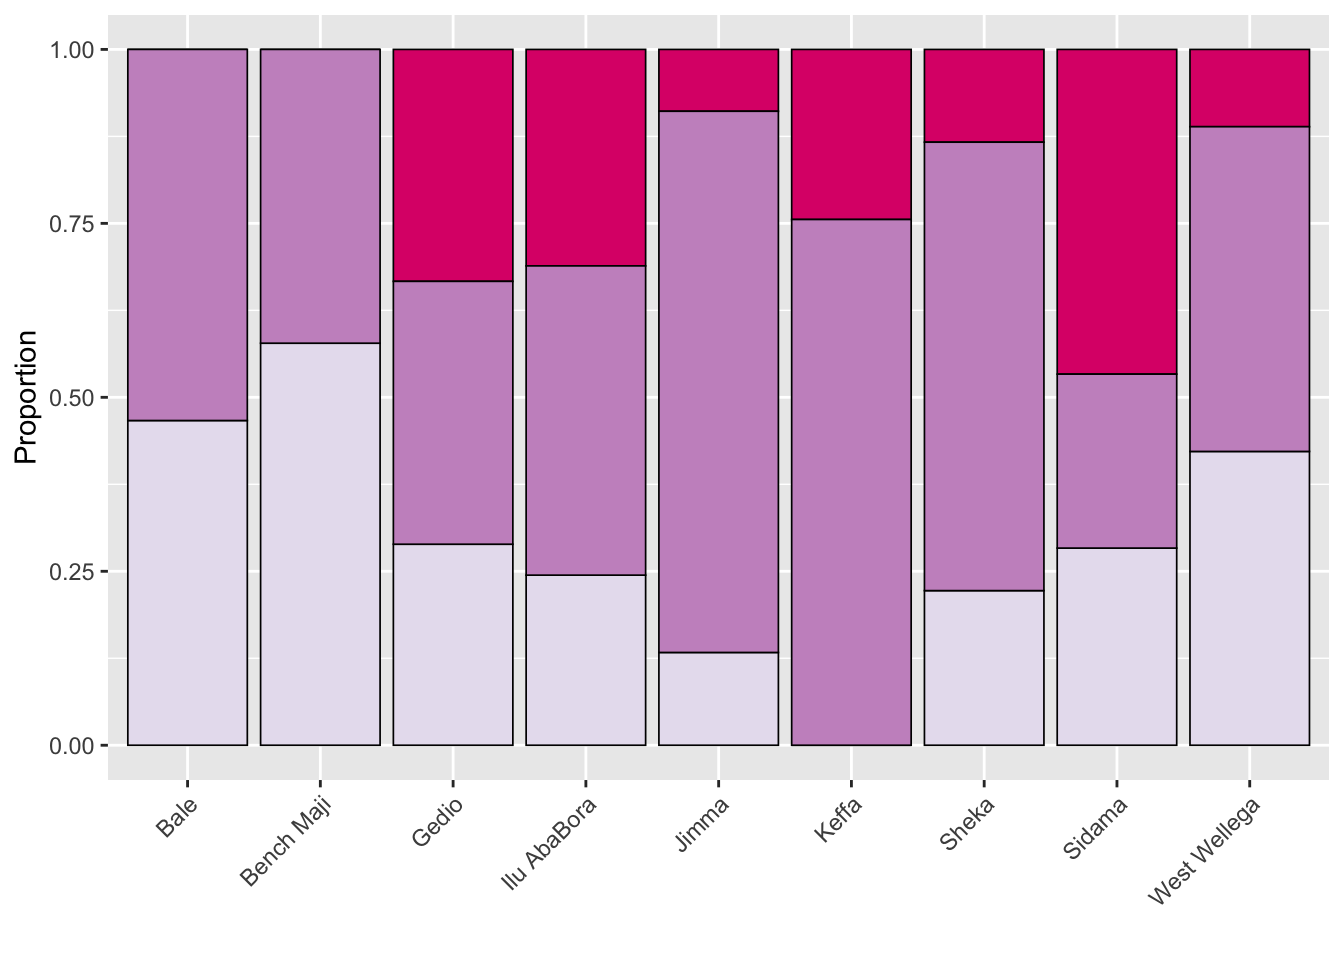 1.00
0.75
0.50
0.25
0.00
Proportion
Bale
Bench Maji
Gedio
Ilu AbaBora
Jimma
Keffa
Sheka
Sidama
West Wellega